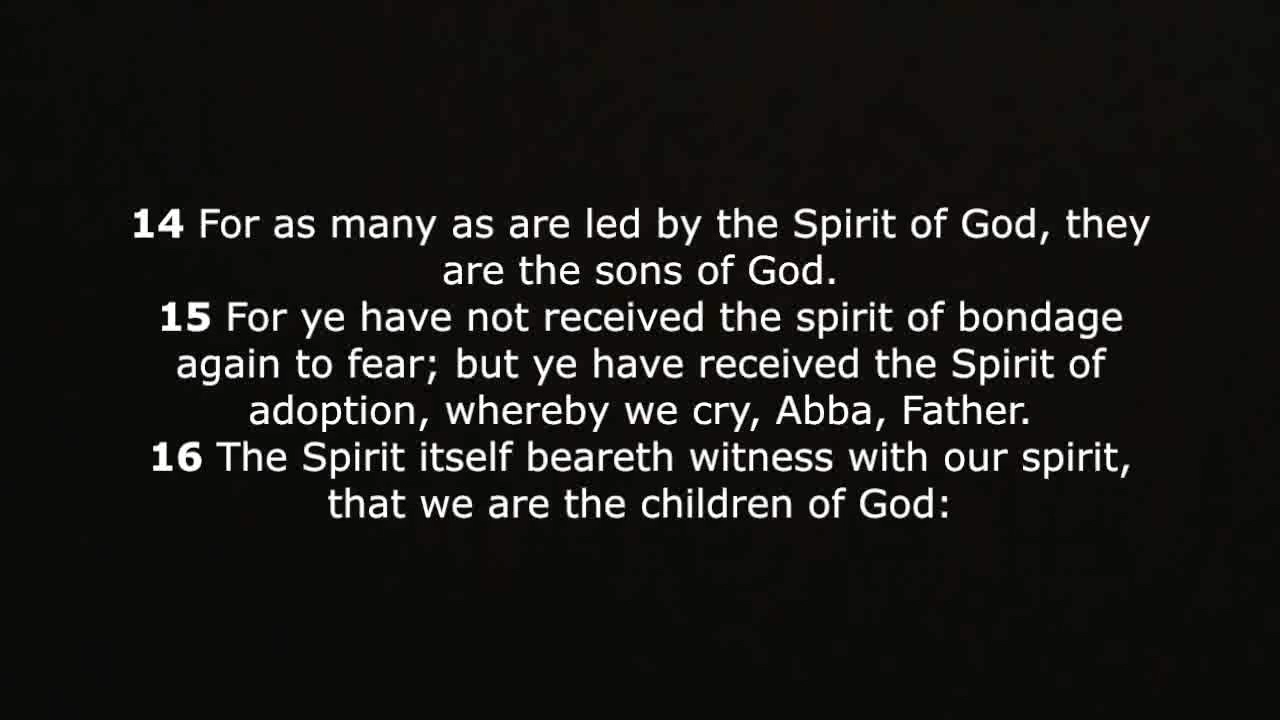 14 For as many as are led by the Spirit of God, they
are the sons of God.
15 For ye have not received the spirit of bondage
again to fear; but ye have received the Spirit of
adoption, whereby we cry, Abba, Father.
16 The Spirit itself beareth witness with our spirit,
that we are the children of God: